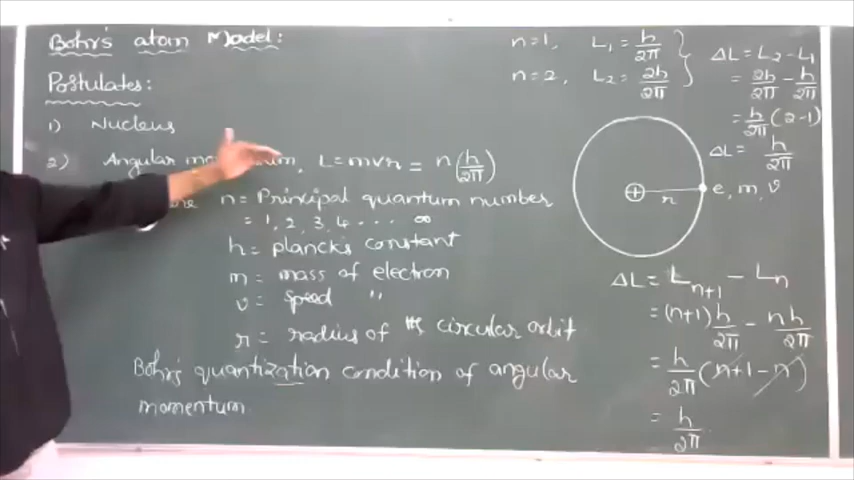 Bohr's atom Model:
Postulates:
1) Nucleus
2) Angular momentum, L = mvr = n(h/2π)
n = Principal quantum number
= 1, 2, 3, 4 . . . . ∞
h = planck's constant
m = mass of electron
v = speed "
r = radius of circular orbit
Bohr's quantization condition of angular
momentum
n=1, L₁ = h/2π
n=2, L₂ = 2h/2π
ΔL = L₂ - L₁
= 2h/2π - h/2π
= h/2π (2-1)
ΔL = h/2π
⊕ r e, m, v
ΔL = Lₙ₊₁ - Lₙ
= (n+1) h/2π - nh/2π
= h/2π (n+1-n)
= h/2π